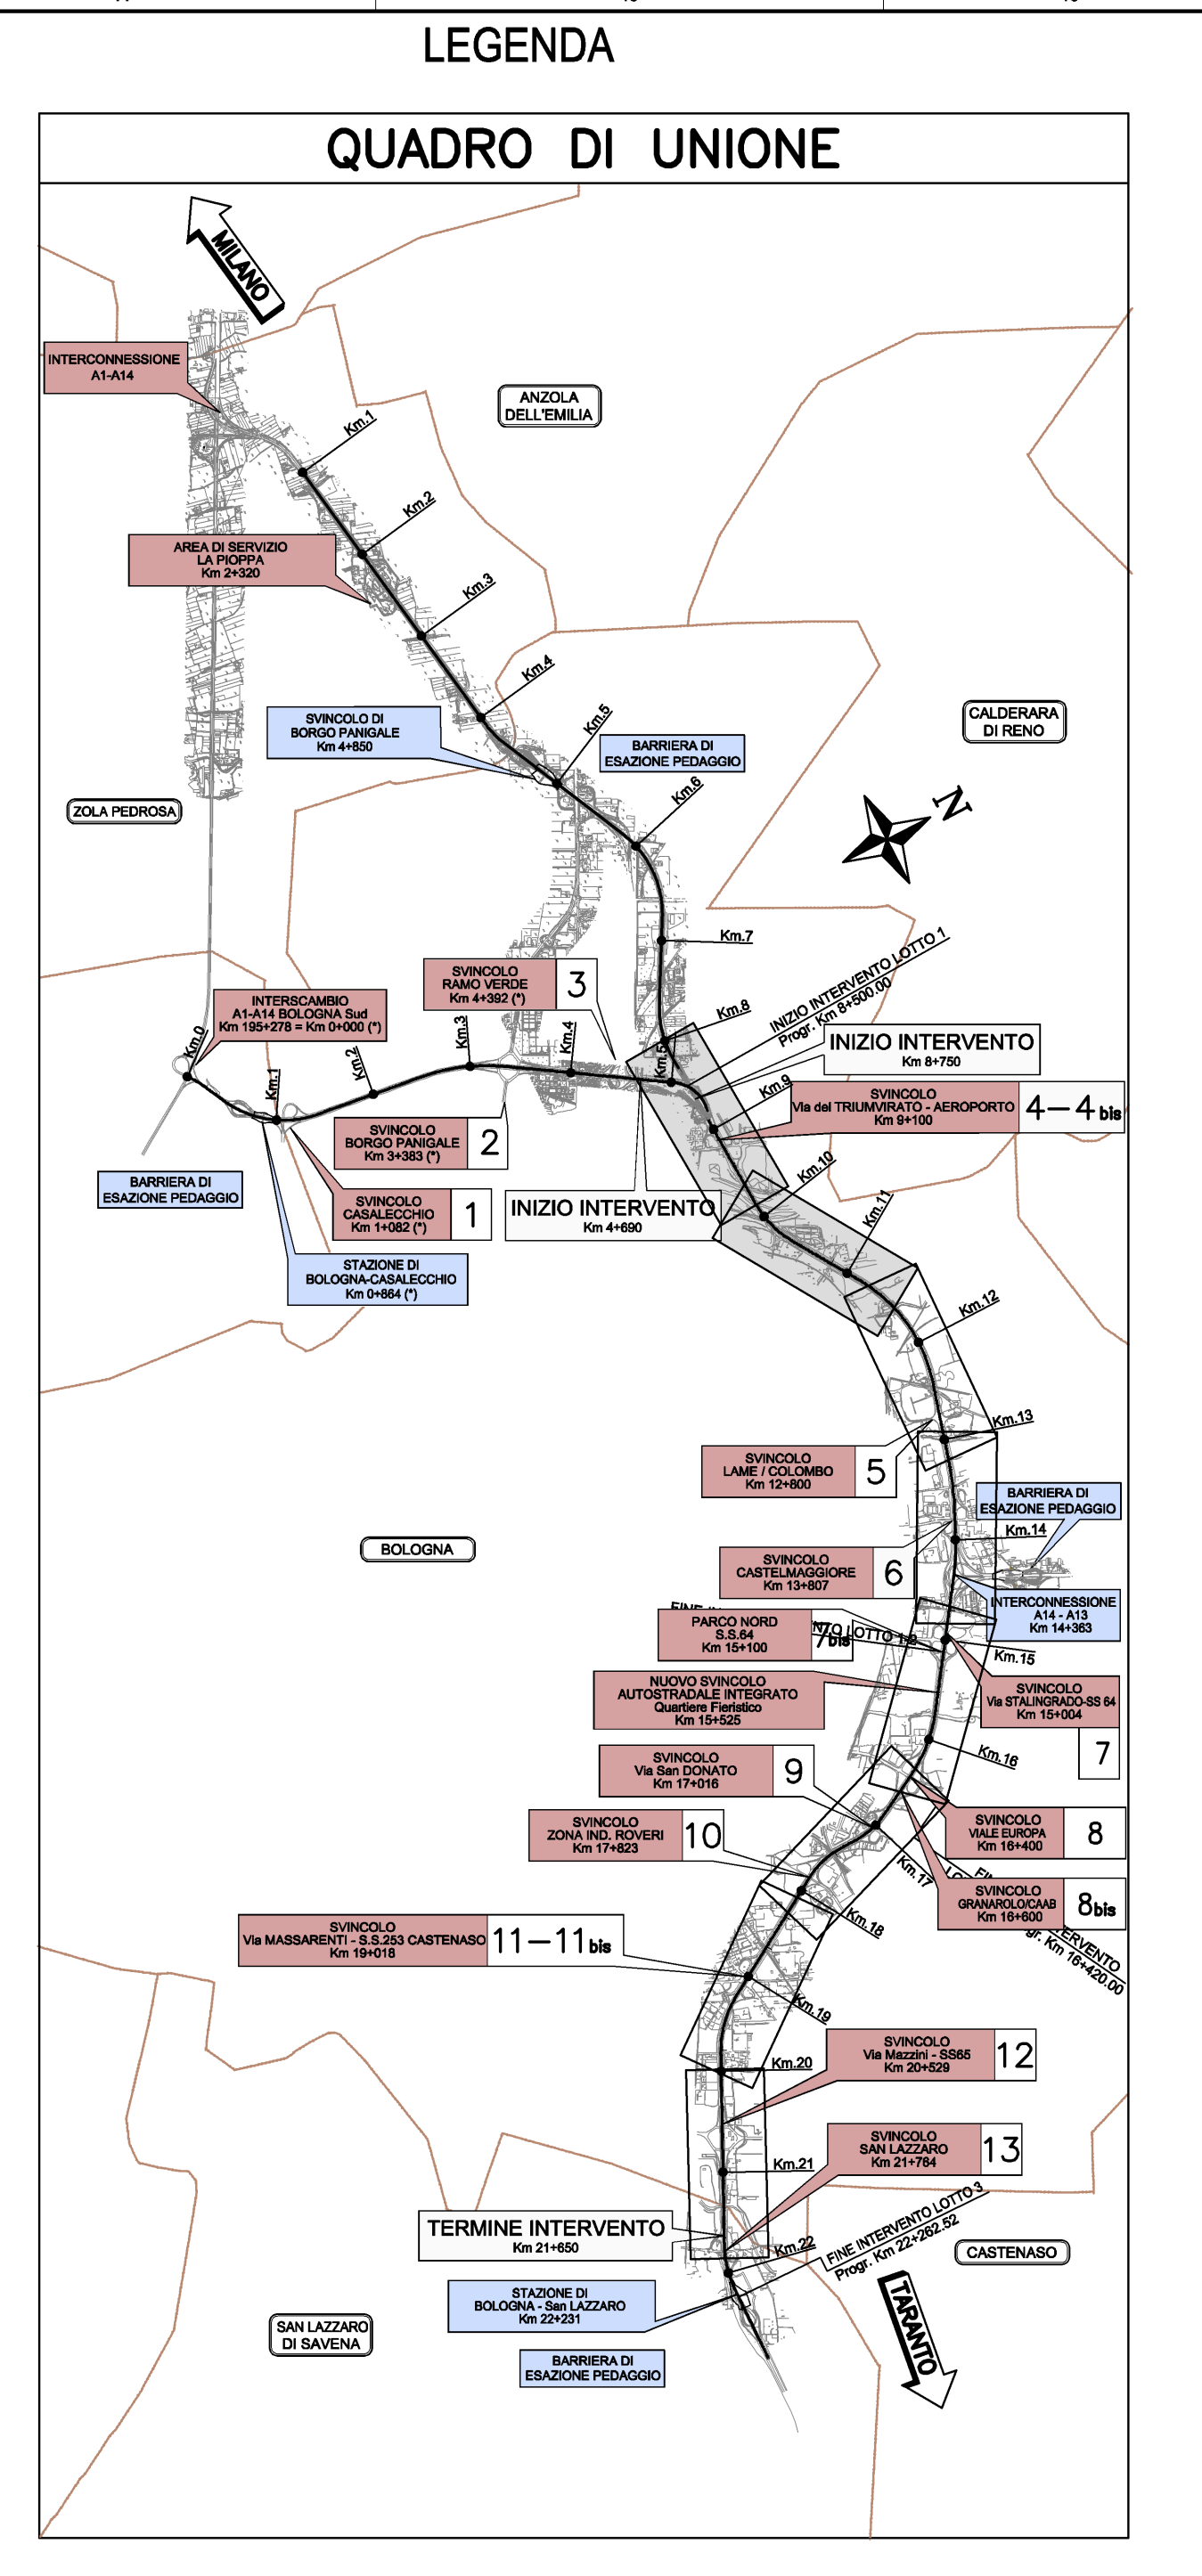 LEGENDA
QUADRO DI UNIONE
MILANO
INTERCONNESSIONE
A1-A14
ANZOLA
DELL'EMILIA
Km.1
Km.2
AREA DI SERVIZIO
LA PIOPPA
Km 2+320
Km.3
Km.4
SVINCOLO DI
BORGO PANIGALE
Km 4+850
Km.5
BARRIERA DI
ESAZIONE PEDAGGIO
CALDERARA
DI RENO
Km.6
ZOLA PEDROSA
N
Km.7
INIZIO INTERVENTO LOTTO 1
Progr. Km 8+500.00
SVINCOLO
RAMO VERDE
Km 4+392 (*)
3
INTERSCAMBIO
A1-A14 BOLOGNA Sud
Km 195+278 = Km 0+000 (*)
Km.0
Km.1
Km.2
Km.3
Km.4
Km.5
Km.8
INIZIO INTERVENTO
Km 8+750
Km.9
SVINCOLO
Via del TRIUMVIRATO - AEROPORTO
Km 9+100
4-4 bis
SVINCOLO
BORGO PANIGALE
Km 3+383 (*)
2
BARRIERA DI
ESAZIONE PEDAGGIO
SVINCOLO
CASALECCHIO
Km 1+082 (*)
1
INIZIO INTERVENTO
Km 4+690
Km.10
Km.11
STAZIONE DI
BOLOGNA-CASALECCHIO
Km 0+864 (*)
Km.12
Km.13
SVINCOLO
LAME / COLOMBO
Km 12+800
5
BARRIERA DI
ESAZIONE PEDAGGIO
Km.14
BOLOGNA
SVINCOLO
CASTELMAGGIORE
Km 13+807
6
INTERCONNESSIONE
A14 - A13
Km 14+363
PARCO NORD
S.S.64
Km 15+100
7bis
Km.15
NUOVO SVINCOLO
AUTOSTRADALE INTEGRATO
Quartiere Fieristico
Km 15+525
SVINCOLO
Via STALINGRADO-SS 64
Km 15+004
7
Km.16
SVINCOLO
Via San DONATO
Km 17+016
9
SVINCOLO
VIALE EUROPA
Km 16+400
8
SVINCOLO
ZONA IND. ROVERI
Km 17+823
10
Km.17
SVINCOLO
GRANAROLO/CAAB
Km 16+600
8bis
Km 16+420.00
Km.18
SVINCOLO
Via MASSARENTI - S.S.253 CASTENASO
Km 19+018
11-11 bis
Km.19
SVINCOLO
Via Mazzini - SS65
Km 20+529
12
Km.20
SVINCOLO
SAN LAZZARO
Km 21+764
13
Km.21
TERMINE INTERVENTO
Km 21+650
Km.22
FINE INTERVENTO LOTTO 3
Progr. Km 22+262.52
CASTENASO
STAZIONE DI
BOLOGNA - San LAZZARO
Km 22+231
TARANTO
SAN LAZZARO
DI SAVENA
BARRIERA DI
ESAZIONE PEDAGGIO